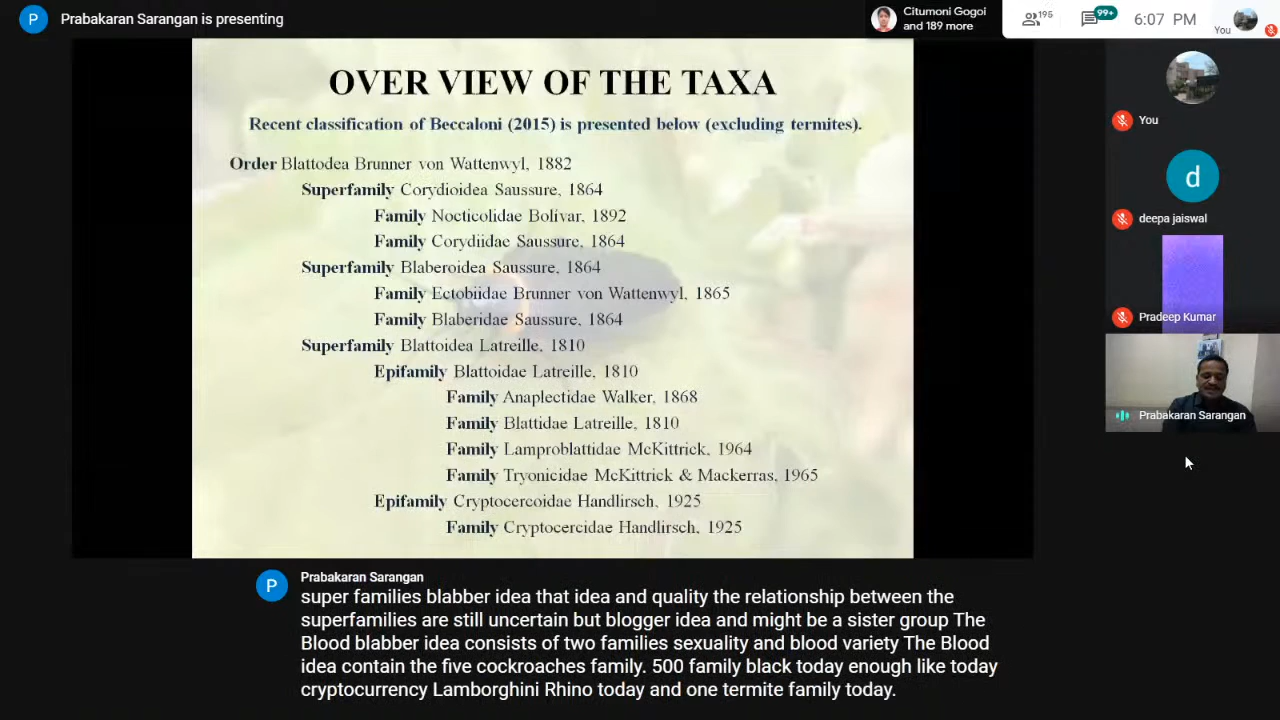 P Prabakaran Sarangan is presenting
Citumoni Gogoi
and 189 more
195
99+
6:07 PM
You
OVER VIEW OF THE TAXA
Recent classification of Beccaloni (2015) is presented below (excluding termites).
Order Blattodea Brunner von Wattenwyl, 1882
Superfamily Corydioidea Saussure, 1864
Family Nocticolidae Bolívar, 1892
Family Corydiidae Saussure, 1864
Superfamily Blaberoidea Saussure, 1864
Family Ectobiidae Brunner von Wattenwyl, 1865
Family Blaberidae Saussure, 1864
Superfamily Blattoidea Latreille, 1810
Epifamily Blattoidae Latreille, 1810
Family Anaplectidae Walker, 1868
Family Blattidae Latreille, 1810
Family Lamproblattidae McKittrick, 1964
Family Tryonicidae McKittrick & Mackerras, 1965
Epifamily Cryptocercoidae Handlirsch, 1925
Family Cryptocercidae Handlirsch, 1925
You
d
deepa jaiswal
Pradeep Kumar
Prabakaran Sarangan
P Prabakaran Sarangan
super families blabber idea that idea and quality the relationship between the
superfamilies are still uncertain but blogger idea and might be a sister group The
Blood blabber idea consists of two families sexuality and blood variety The Blood
idea contain the five cockroaches family. 500 family black today enough like today
cryptocurrency Lamborghini Rhino today and one termite family today.